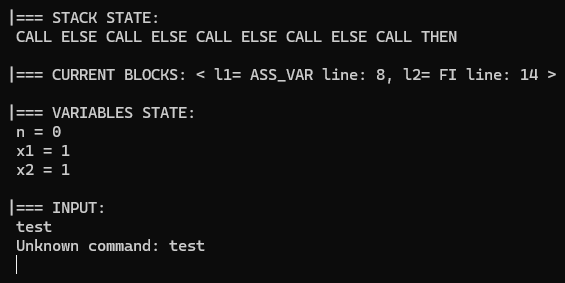 |=== STACK STATE:
CALL ELSE CALL ELSE CALL ELSE CALL ELSE CALL THEN
|=== CURRENT BLOCKS: < l1= ASS_VAR line: 8, l2= FI line: 14 >
|=== VARIABLES STATE:
n = 0
x1 = 1
x2 = 1
|=== INPUT:
test
Unknown command: test